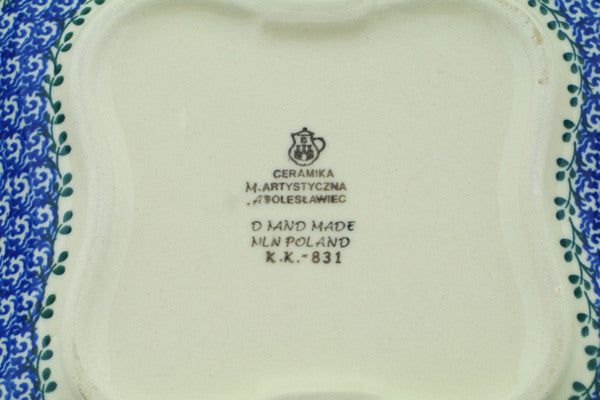 B
CERAMIKA
M.ARTYSTYCZNA
.A BOLESŁAWIEC
D MAND MADE
NLN POLAND
K.K.-831